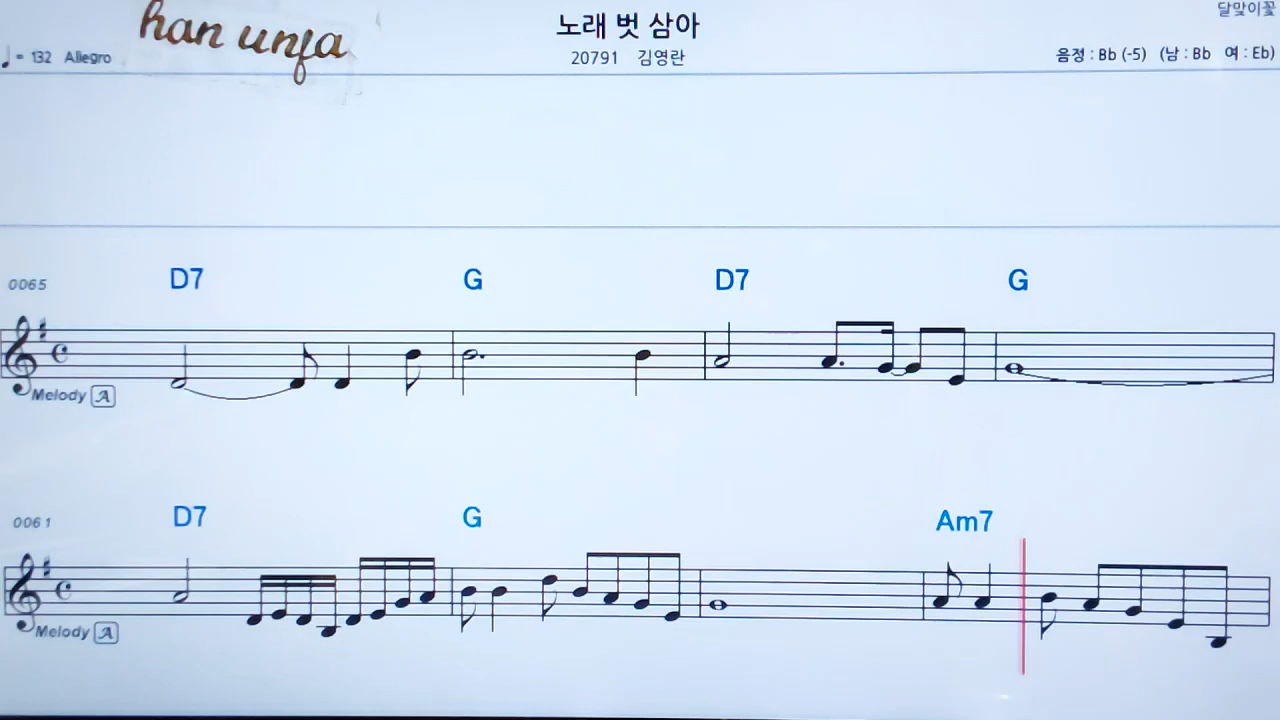 han unja
노래 벗 삼아
달맞이꽃
♩= 132 Allegro
20791 김영란
음정 : Bb (-5) (남 : Bb 여 : Eb)
0065
D7 G D7 G
Melody A
0061
D7 G Am7
Melody A